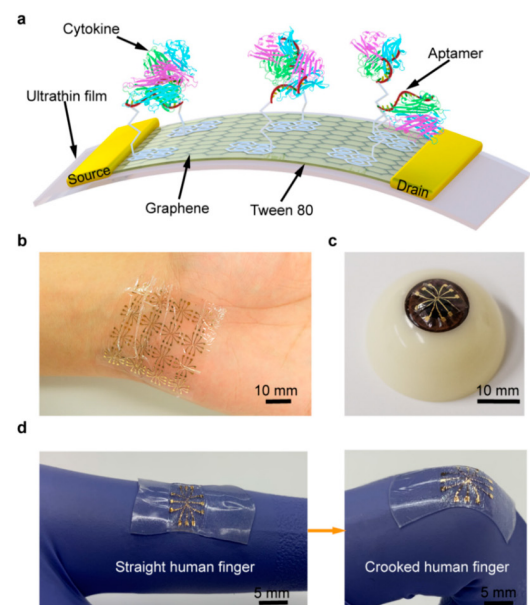 a
Cytokine
Aptamer
Ultrathin film
Source
Drain
Graphene
Tween 80
b
c
10 mm
10 mm
d
Straight human finger
Crooked human finger
5 mm
5 mm